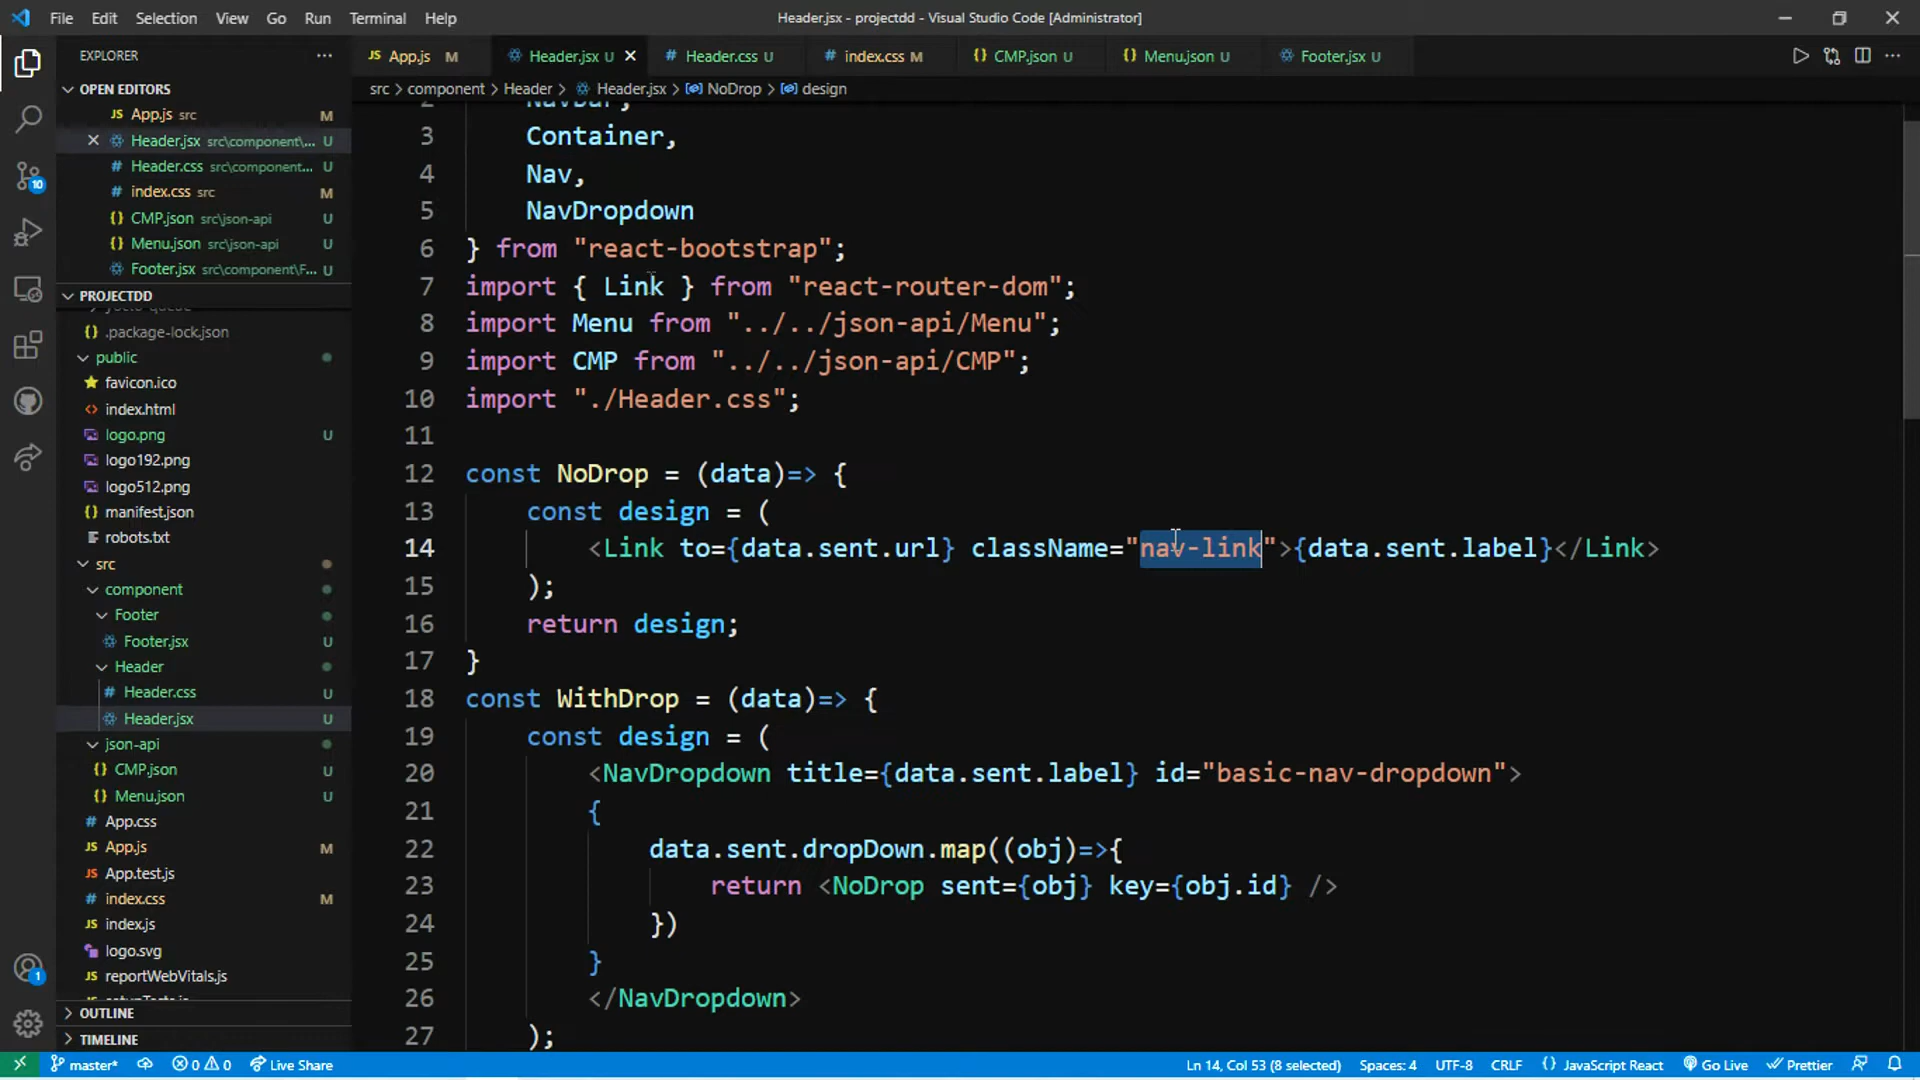 File Edit Selection View Go Run Terminal Help
Header.jsx - projectdd - Visual Studio Code [Administrator]
EXPLORER
JS App.js M
Header.jsx U
# Header.css U
# index.css M
{} CMP.json U
{} Menu.json U
Footer.jsx U
src > component > Header > Header.jsx > NoDrop > design
OPEN EDITORS
JS App.js src M
Header.jsx src\component\... U
# Header.css src\component... U
# index.css src M
{} CMP.json src\json-api U
{} Menu.json src\json-api U
Footer.jsx src\component\F... U
PROJECTDD
{} .package-lock.json
public
favicon.ico
<> index.html
logo.png U
logo192.png
logo512.png
manifest.json
robots.txt
src
component
Footer
Footer.jsx U
Header
# Header.css U
Header.jsx U
json-api
{} CMP.json U
{} Menu.json U
# App.css
JS App.js M
JS App.test.js
# index.css M
JS index.js
logo.svg
JS reportWebVitals.js
OUTLINE
TIMELINE
2 Navbar,
3 Container,
4 Nav,
5 NavDropdown
6 } from "react-bootstrap";
7 import { Link } from "react-router-dom";
8 import Menu from "../../json-api/Menu";
9 import CMP from "../../json-api/CMP";
10 import "./Header.css";
11
12 const NoDrop = (data)=> {
13 const design = (
14 <Link to={data.sent.url} className="nav-link">{data.sent.label}</Link>
15 );
16 return design;
17 }
18 const WithDrop = (data)=> {
19 const design = (
20 <NavDropdown title={data.sent.label} id="basic-nav-dropdown">
21 {
22 data.sent.dropDown.map((obj)=>{
23 return <NoDrop sent={obj} key={obj.id} />
24 })
25 }
26 </NavDropdown>
27 );
10
1
master* 0 0 Live Share
Ln 14, Col 53 (8 selected) Spaces: 4 UTF-8 CRLF {} JavaScript React Go Live Prettier